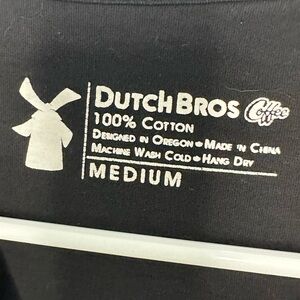 Dutch Bros Coffee
100% Cotton
Designed in Oregon • Made in China
Machine Wash Cold • Hang Dry
MEDIUM